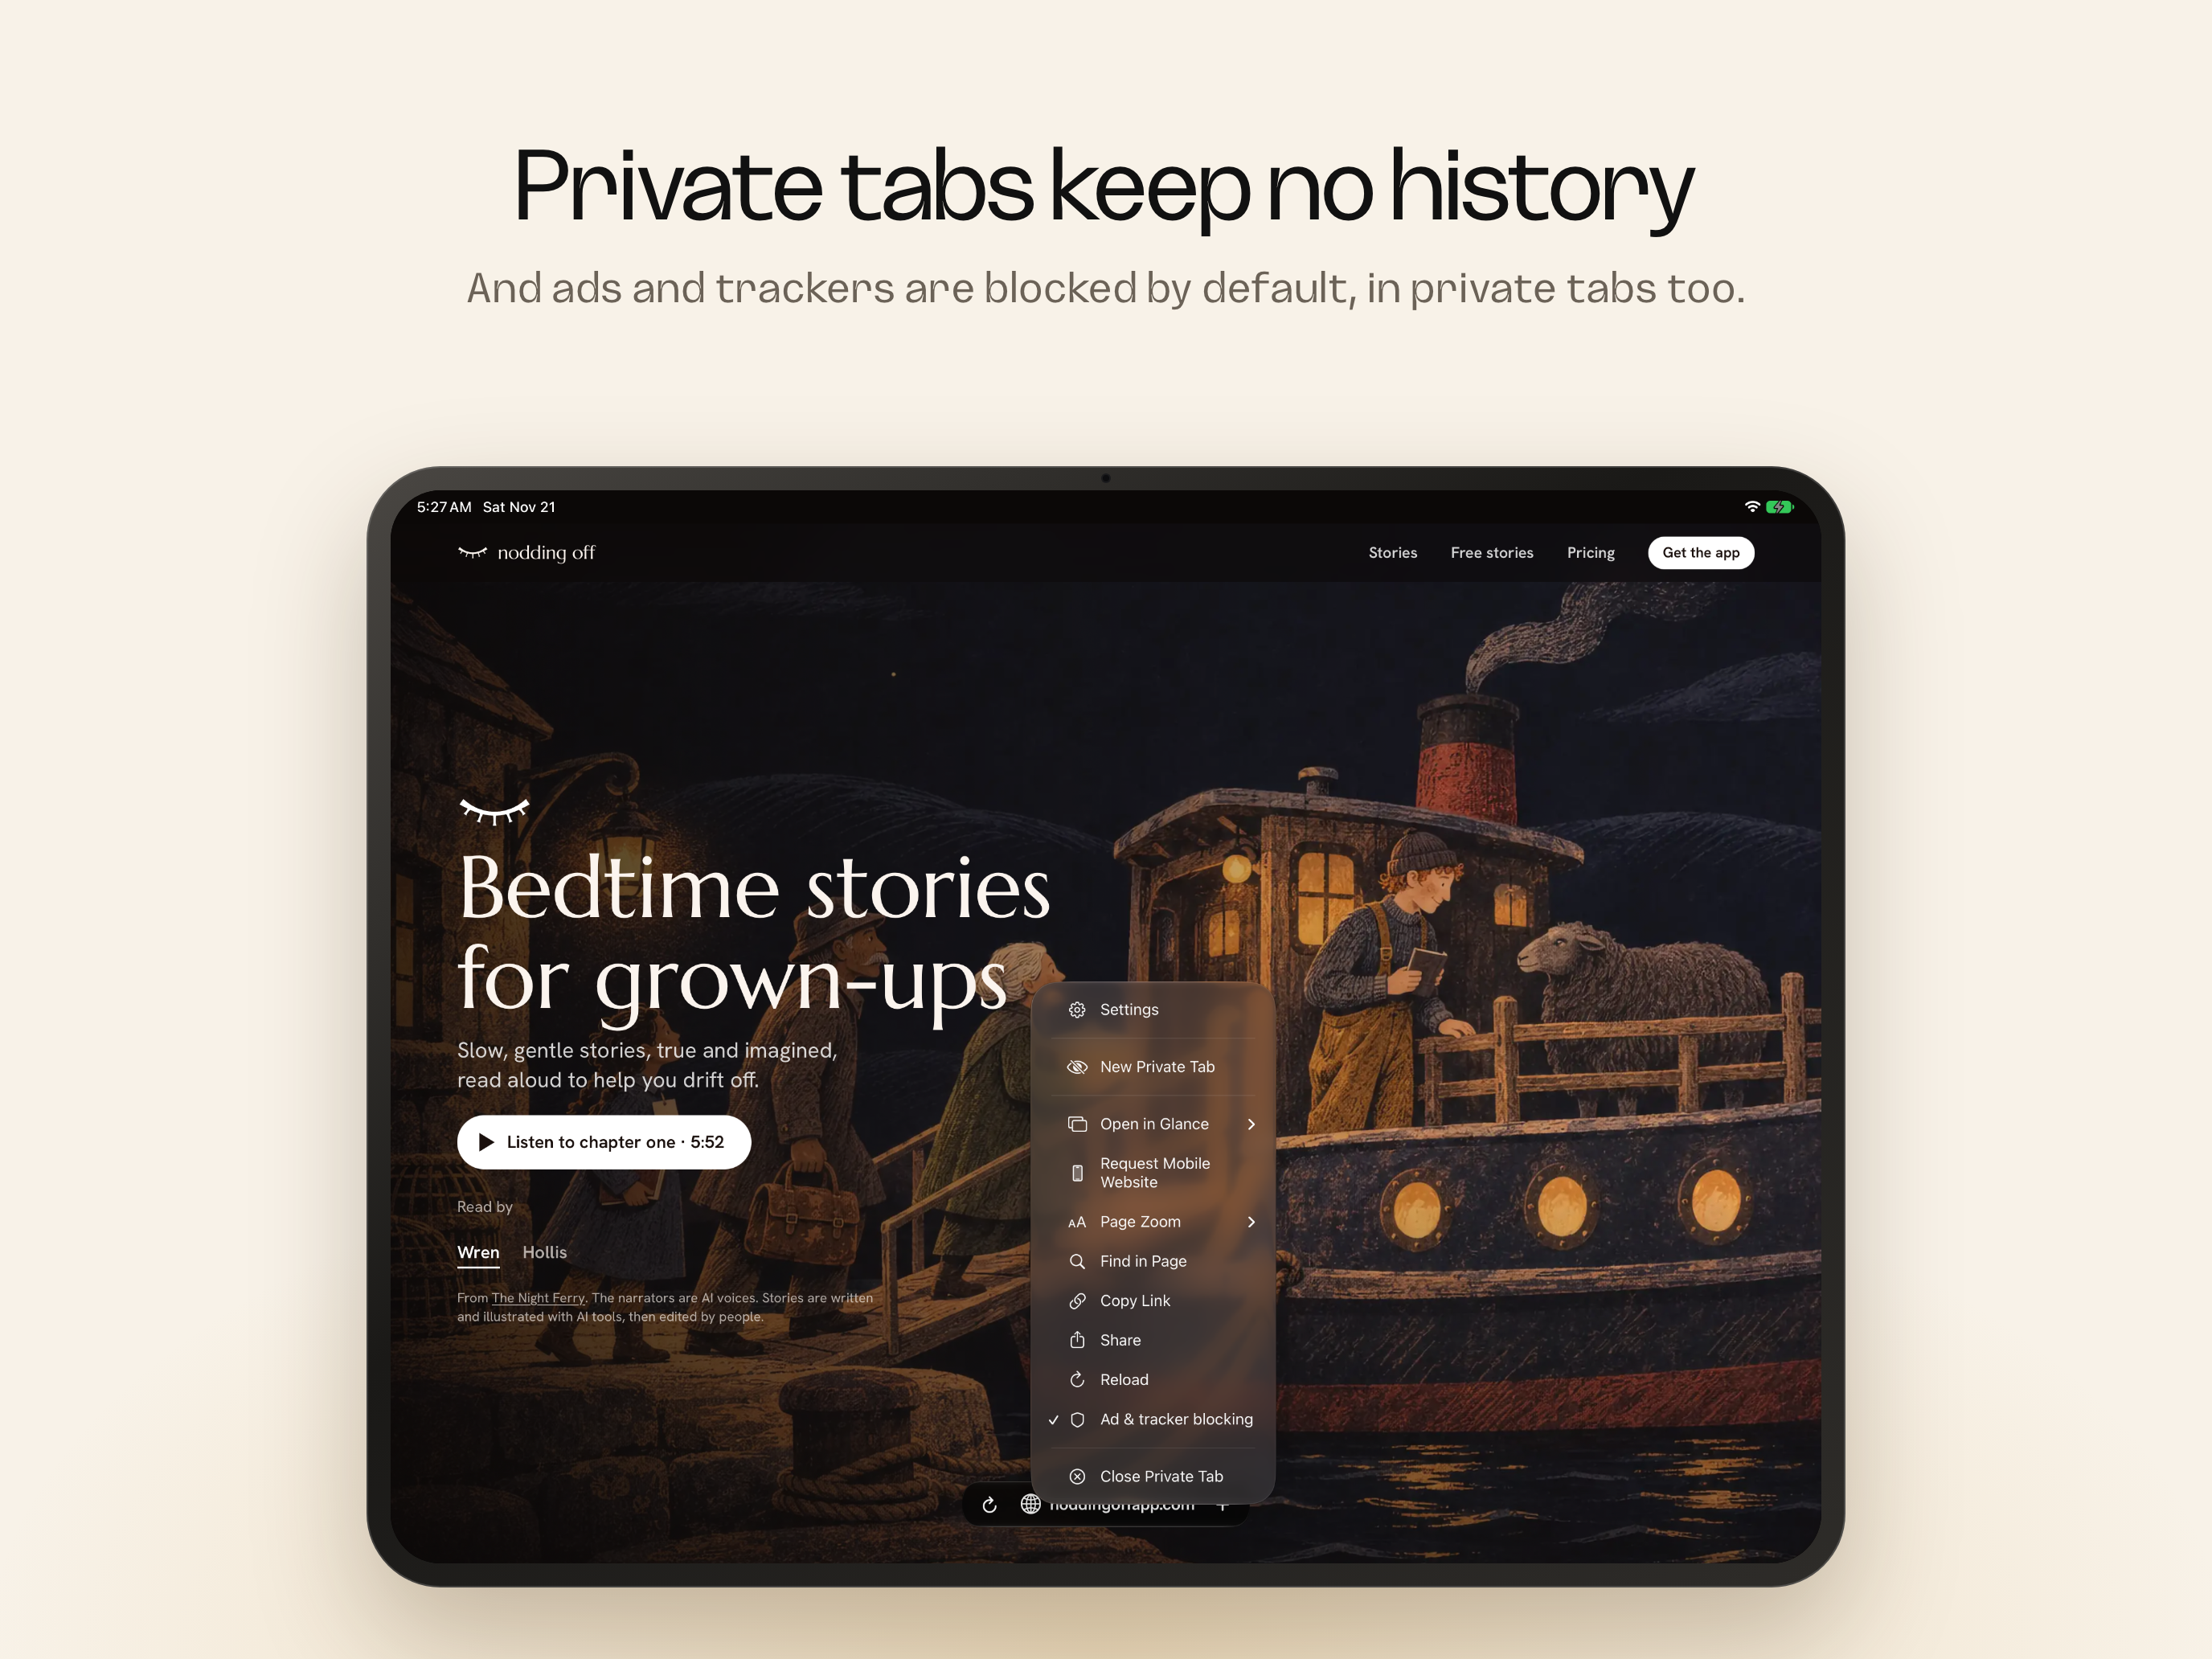 Private tabs keep no history
And ads and trackers are blocked by default, in private tabs too.
5:27 AM Sat Nov 21
nodding off
Stories
Free stories
Pricing
Get the app
Bedtime stories
for grown-ups
Slow, gentle stories, true and imagined,
read aloud to help you drift off.
Listen to chapter one · 5:52
Read by
Wren
Hollis
From The Night Ferry. The narrators are AI voices. Stories are written
and illustrated with AI tools, then edited by people.
Settings
New Private Tab
Open in Glance
Request Mobile
Website
AA Page Zoom
Find in Page
Copy Link
Share
Reload
Ad & tracker blocking
Close Private Tab
noddingoffapp.com